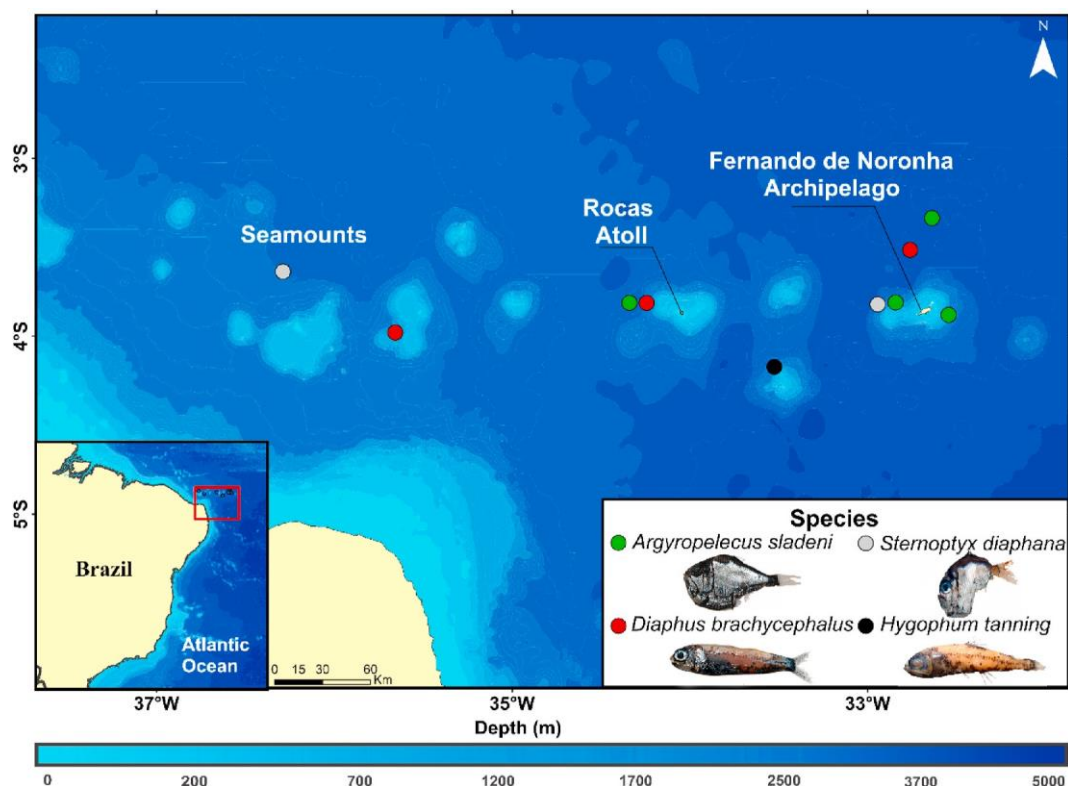 N
3°S
4°S
5°S
Seamounts
Rocas
Atoll
Fernando de Noronha
Archipelago
Brazil
Atlantic
Ocean
0 15 30 60
Km
Species
Argyropelecus sladeni
Sternoptyx diaphana
Diaphus brachycephalus
Hygophum tanning
37°W 35°W 33°W
Depth (m)
0 200 700 1200 1700 2500 3700 5000